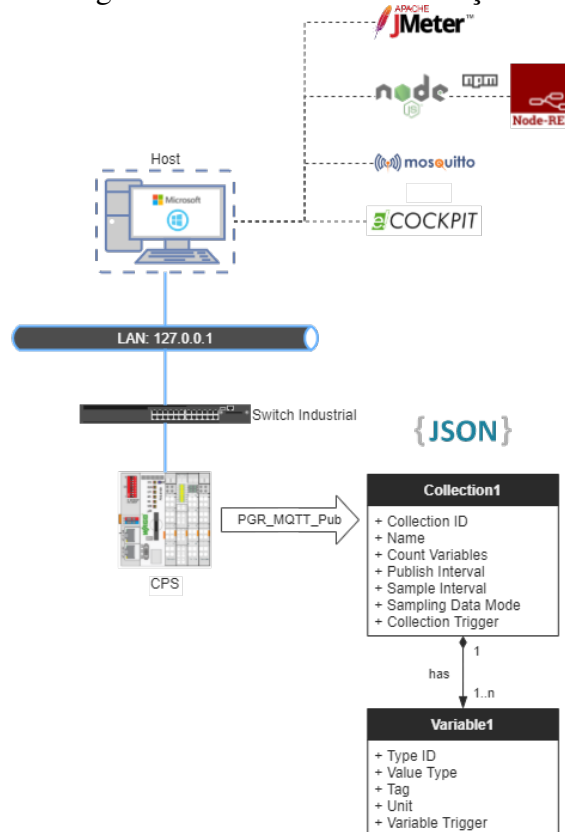 APACHE
JMeter™
node
JS
npm
Node-RE
mosquitto
e!COCKPIT
Host
Microsoft
LAN: 127.0.0.1
Switch Industrial
{JSON}
PGR_MQTT_Pub
CPS
Collection1
+ Collection ID
+ Name
+ Count Variables
+ Publish Interval
+ Sample Interval
+ Sampling Data Mode
+ Collection Trigger
1
has
1..n
Variable1
+ Type ID
+ Value Type
+ Tag
+ Unit
+ Variable Trigger